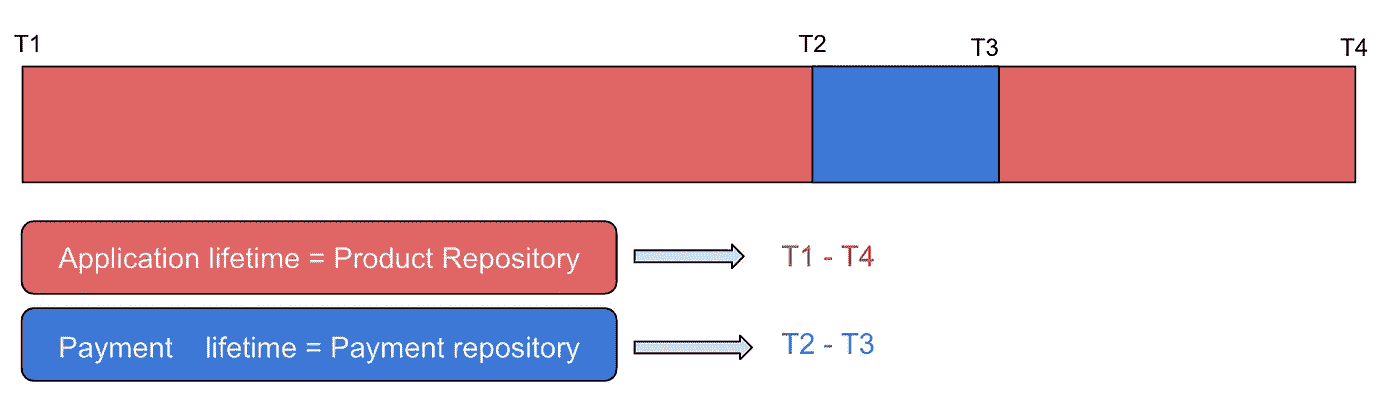 T1 T2 T3 T4
Application lifetime = Product Repository T1 - T4
Payment lifetime = Payment repository T2 - T3